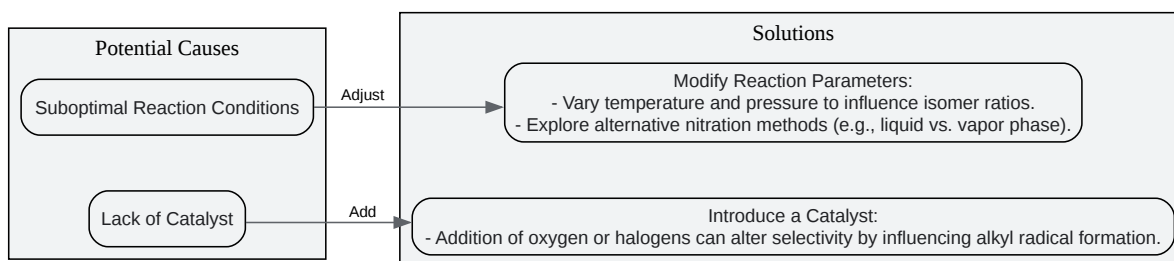 Potential Causes
Solutions
Suboptimal Reaction Conditions
Adjust
Modify Reaction Parameters:
- Vary temperature and pressure to influence isomer ratios.
- Explore alternative nitration methods (e.g., liquid vs. vapor phase).
Lack of Catalyst
Add
Introduce a Catalyst:
- Addition of oxygen or halogens can alter selectivity by influencing alkyl radical formation.